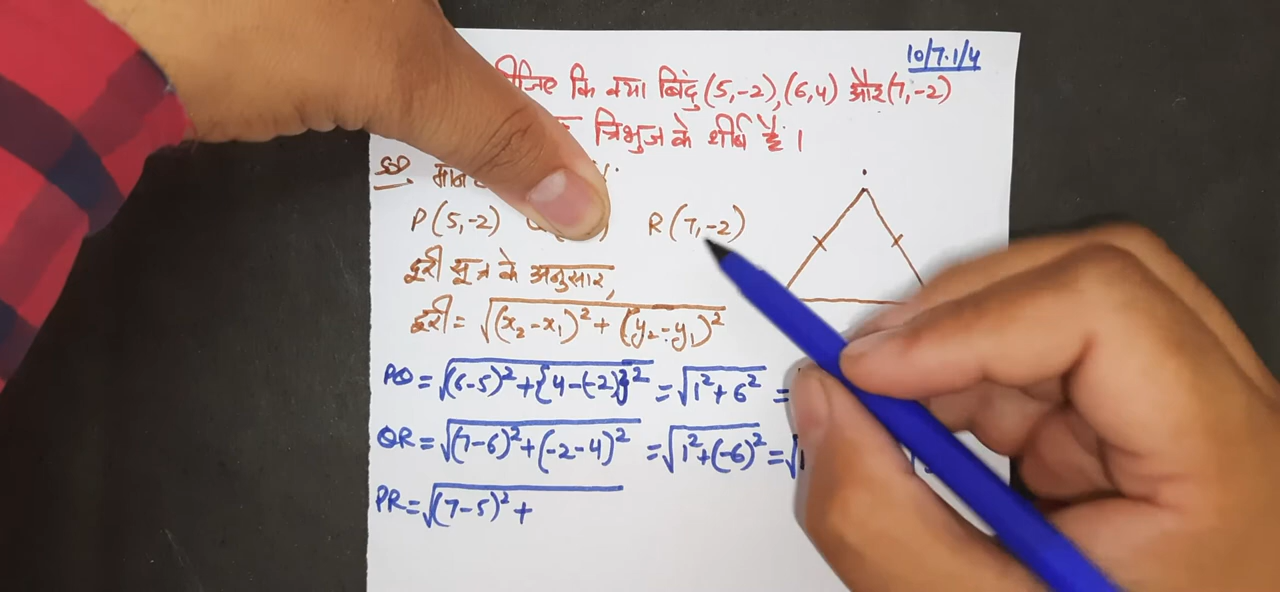 10/7.1/4
कि क्या बिंदु (5,-2), (6,4) और (7,-2)
त्रिभुज के शीर्ष हैं।
P(5,-2) R(7,-2)
दूरी सूत्र के अनुसार,
दूरी = √(x₂-x₁)² + (y₂-y₁)²
PQ = √(6-5)² + {4-(-2)}² = √1² + 6² =
QR = √(7-6)² + (-2-4)² = √1² + (-6)² = √1
PR = √(7-5)² +